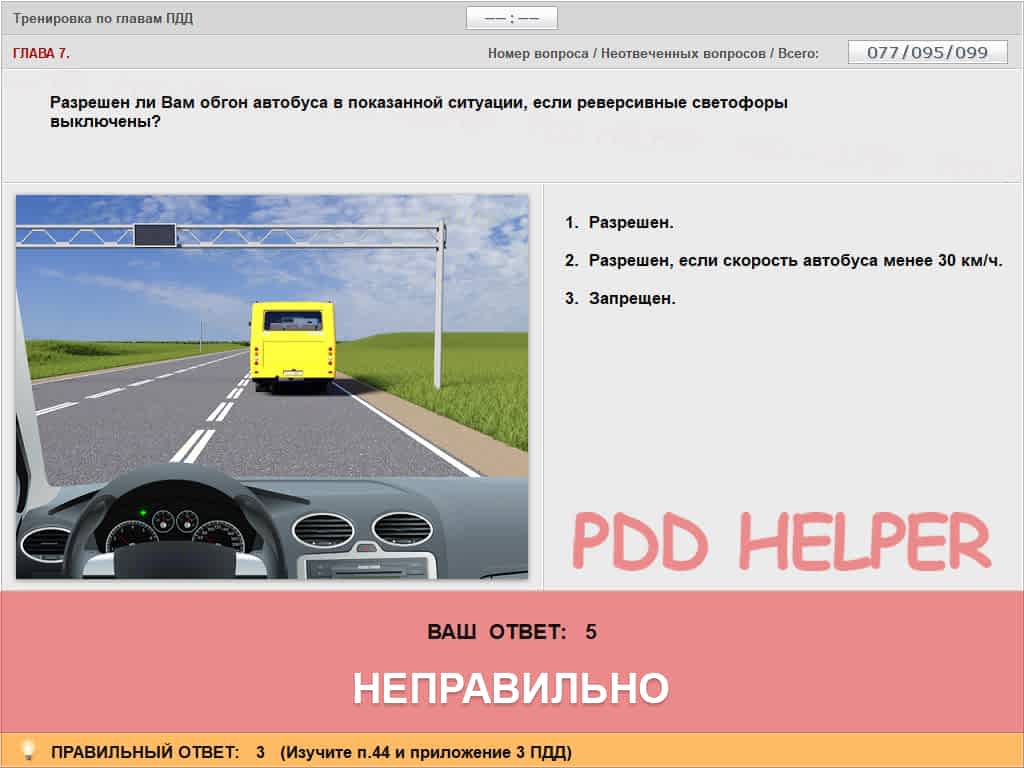 Тренировка по главам ПДД
—— : ——
ГЛАВА 7.
Номер вопроса / Неотвеченных вопросов / Всего:
077/095/099
Разрешен ли Вам обгон автобуса в показанной ситуации, если реверсивные светофоры
выключены?
1. Разрешен.
2. Разрешен, если скорость автобуса менее 30 км/ч.
3. Запрещен.
PDD HELPER
ВАШ ОТВЕТ: 5
НЕПРАВИЛЬНО
ПРАВИЛЬНЫЙ ОТВЕТ: 3 (Изучите п.44 и приложение 3 ПДД)